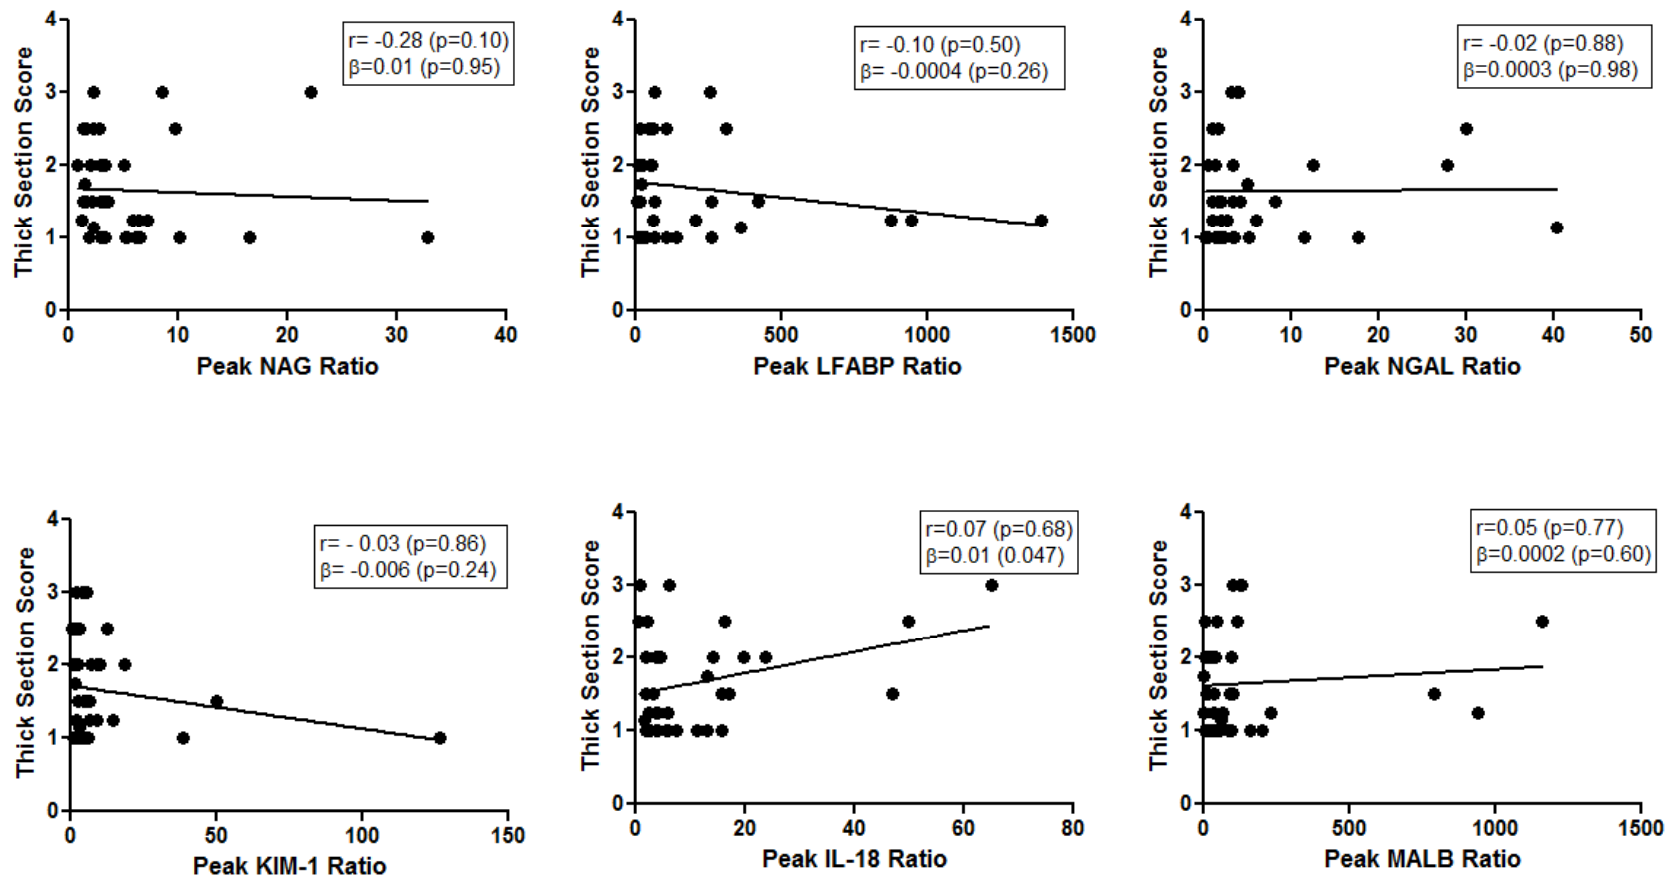 4
3
2
1
0
Thick Section Score
r= -0.28 (p=0.10)
β=0.01 (p=0.95)
0 10 20 30 40
Peak NAG Ratio
4
3
2
1
0
Thick Section Score
r= -0.10 (p=0.50)
β= -0.0004 (p=0.26)
0 500 1000 1500
Peak LFABP Ratio
4
3
2
1
0
Thick Section Score
r= -0.02 (p=0.88)
β=0.0003 (p=0.98)
0 10 20 30 40 50
Peak NGAL Ratio
4
3
2
1
0
Thick Section Score
r= - 0.03 (p=0.86)
β= -0.006 (p=0.24)
0 50 100 150
Peak KIM-1 Ratio
4
3
2
1
0
Thick Section Score
r=0.07 (p=0.68)
β=0.01 (0.047)
0 20 40 60 80
Peak IL-18 Ratio
4
3
2
1
0
Thick Section Score
r=0.05 (p=0.77)
β=0.0002 (p=0.60)
0 500 1000 1500
Peak MALB Ratio